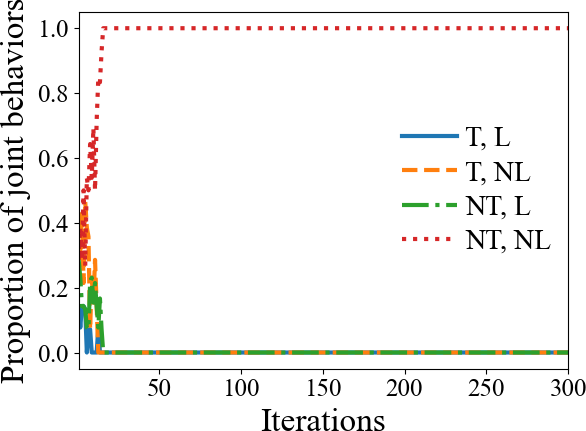 Proportion of joint behaviors
1.0
0.8
0.6
0.4
0.2
0.0
T, L
T, NL
NT, L
NT, NL
50 100 150 200 250 300
Iterations